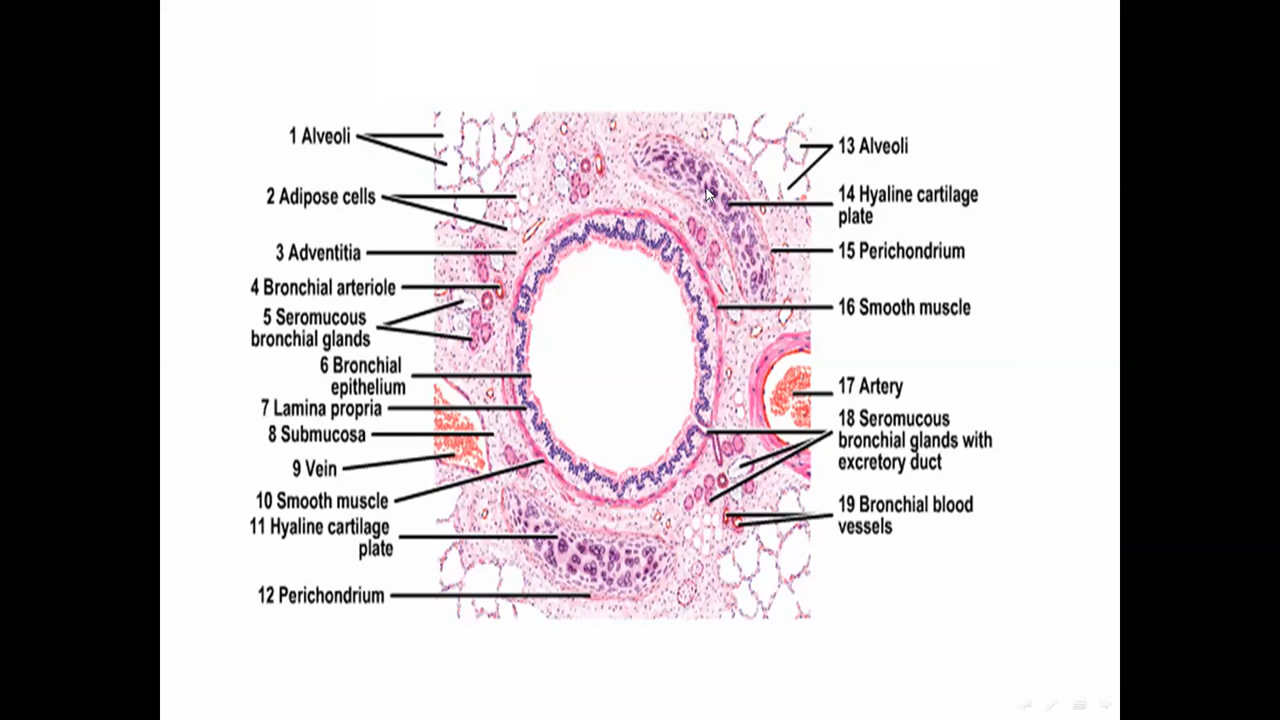 1 Alveoli
2 Adipose cells
3 Adventitia
4 Bronchial arteriole
5 Seromucous
bronchial glands
6 Bronchial
epithelium
7 Lamina propria
8 Submucosa
9 Vein
10 Smooth muscle
11 Hyaline cartilage
plate
12 Perichondrium
13 Alveoli
14 Hyaline cartilage
plate
15 Perichondrium
16 Smooth muscle
17 Artery
18 Seromucous
bronchial glands with
excretory duct
19 Bronchial blood
vessels